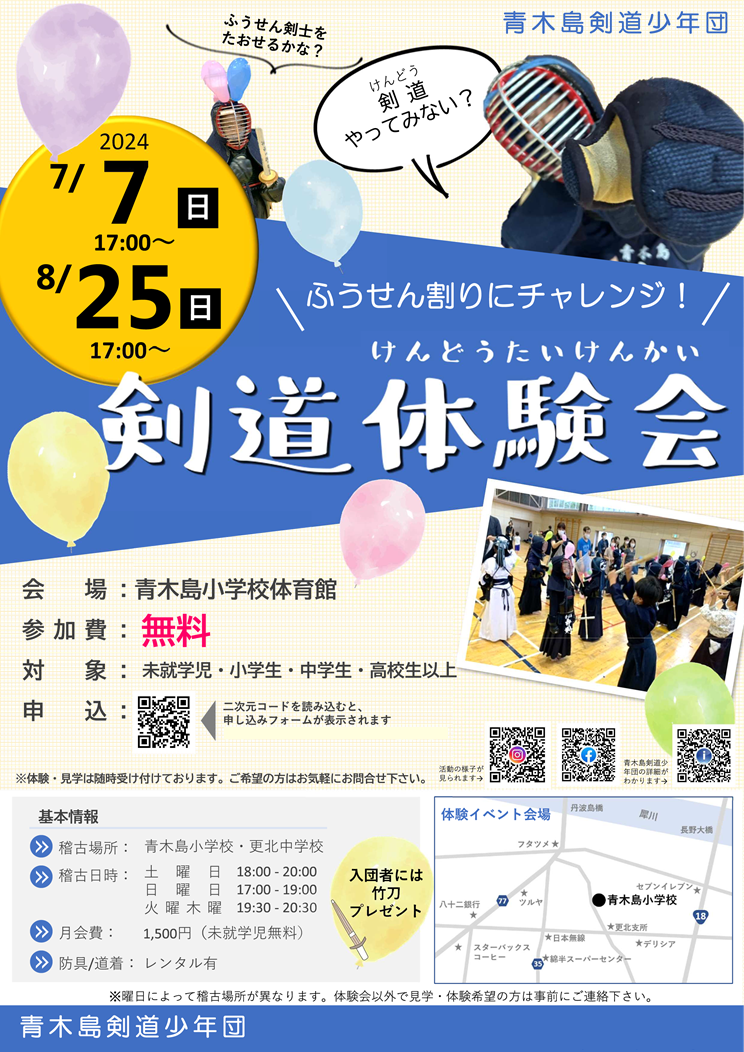 青木島剣道少年団
ふうせん剣士を
たおせるかな？
けんどう
剣道
やってみない？
2024
7/7日
17:00～
8/25日
17:00～
青木島
ふうせん割りにチャレンジ！
けんどうたいけんかい
剣道体験会
会場：青木島小学校体育館
参加費：無料
対象：未就学児・小学生・中学生・高校生以上
申込：
二次元コードを読み込むと、
申し込みフォームが表示されます
活動の様子が
見られます→
青木島剣道少
年団の詳細が
わかります→
※体験・見学は随時受け付けております。ご希望の方はお気軽にお問合せ下さい。
基本情報
稽古場所：青木島小学校・更北中学校
稽古日時：土曜日 18:00 - 20:00
日曜日 17:00 - 19:00
火曜木曜 19:30 - 20:30
月会費：1,500円（未就学児無料）
防具/道着：レンタル有
入団者には
竹刀
プレゼント
体験イベント会場
丹波島橋
犀川
長野大橋
フタツメ★
セブンイレブン★
77
★
ツルヤ
●青木島小学校
八十二銀行
★
18
★更北支所
★日本無線
★デリシア
★
スターバックス
コーヒー
35
★綿半スーパーセンター
※曜日によって稽古場所が異なります。体験会以外で見学・体験希望の方は事前にご連絡下さい。
青木島剣道少年団